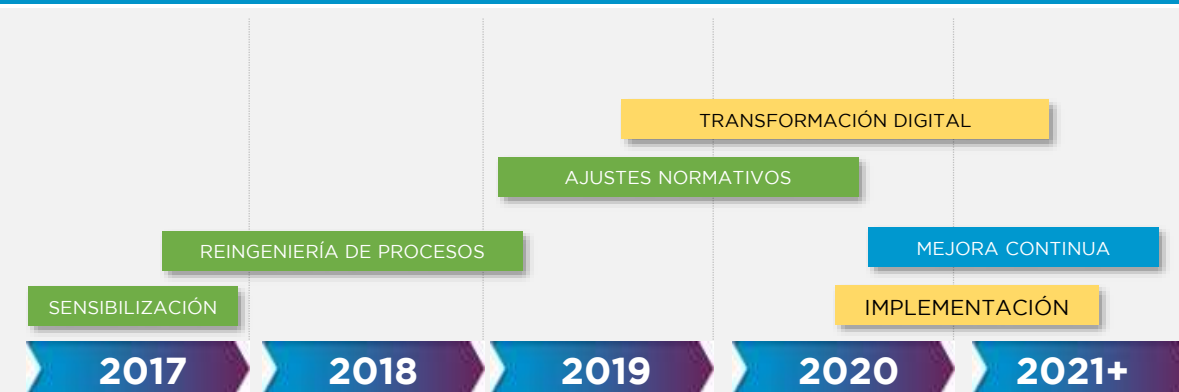 TRANSFORMACIÓN DIGITAL
AJUSTES NORMATIVOS
REINGENIERÍA DE PROCESOS
MEJORA CONTINUA
SENSIBILIZACIÓN
IMPLEMENTACIÓN
2017
2018
2019
2020
2021+